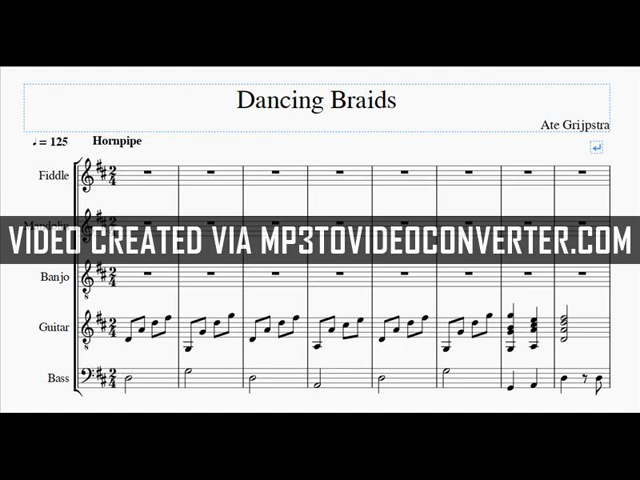 Dancing Braids
Ate Grijpstra
♩. = 125 Hornpipe
Fiddle
VIDEO CREATED VIA MP3TOVIDEOCONVERTER.COM
Banjo
Guitar
Bass